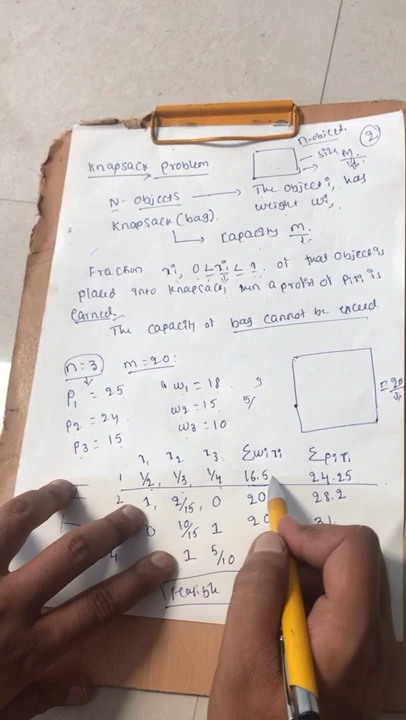 n-object
2
Knapsack problem
size M
N-objects → The object i, has
weight wi,
Knapsack (bag)
→ capacity M
Fraction xi, 0 ≤ xi ≤ 1 of that object is
placed into knapsack, then a profit of pixi is
earned.
The capacity of bag cannot be exceed
n=3 m=20:
P1 = 25 w1 = 18
P2 = 24 w2 = 15
P3 = 15 w3 = 10
x1 x2 x3 Σwixi Σpixi
1 1/2, 1/3, 1/4 16.5 24.25
2 1, 2/15, 0 20 28.2
0 10/15 1 20 31
4 1 5/10
feasible